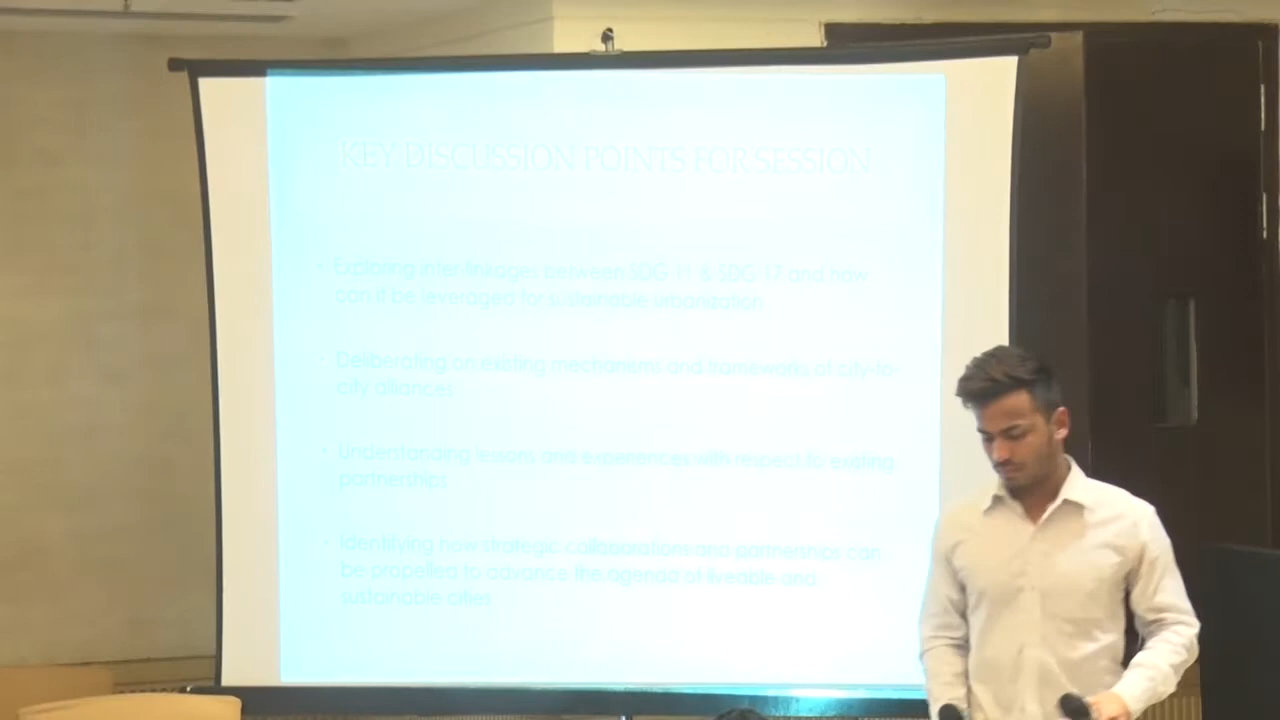 KEY DISCUSSION POINTS FOR SESSION
• Exploring inter-linkages between SDG 11 & SDG 17 and how
can it be leveraged for sustainable urbanization
• Deliberating on existing mechanisms and frameworks of city-to-
city alliances
• Understanding lessons and experiences with respect to existing
partnerships
• Identifying how strategic collaborations and partnerships can
be propelled to advance the agenda of liveable and
sustainable cities